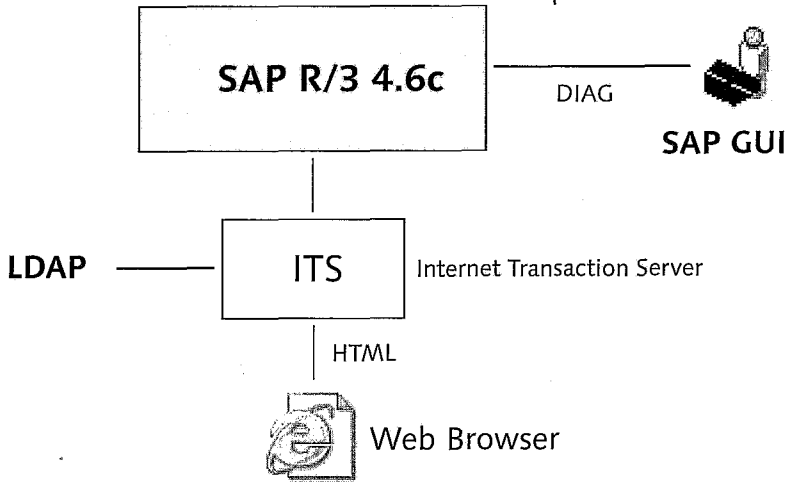 SAP R/3 4.6c
DIAG
SAP GUI
LDAP
ITS
Internet Transaction Server
HTML
Web Browser